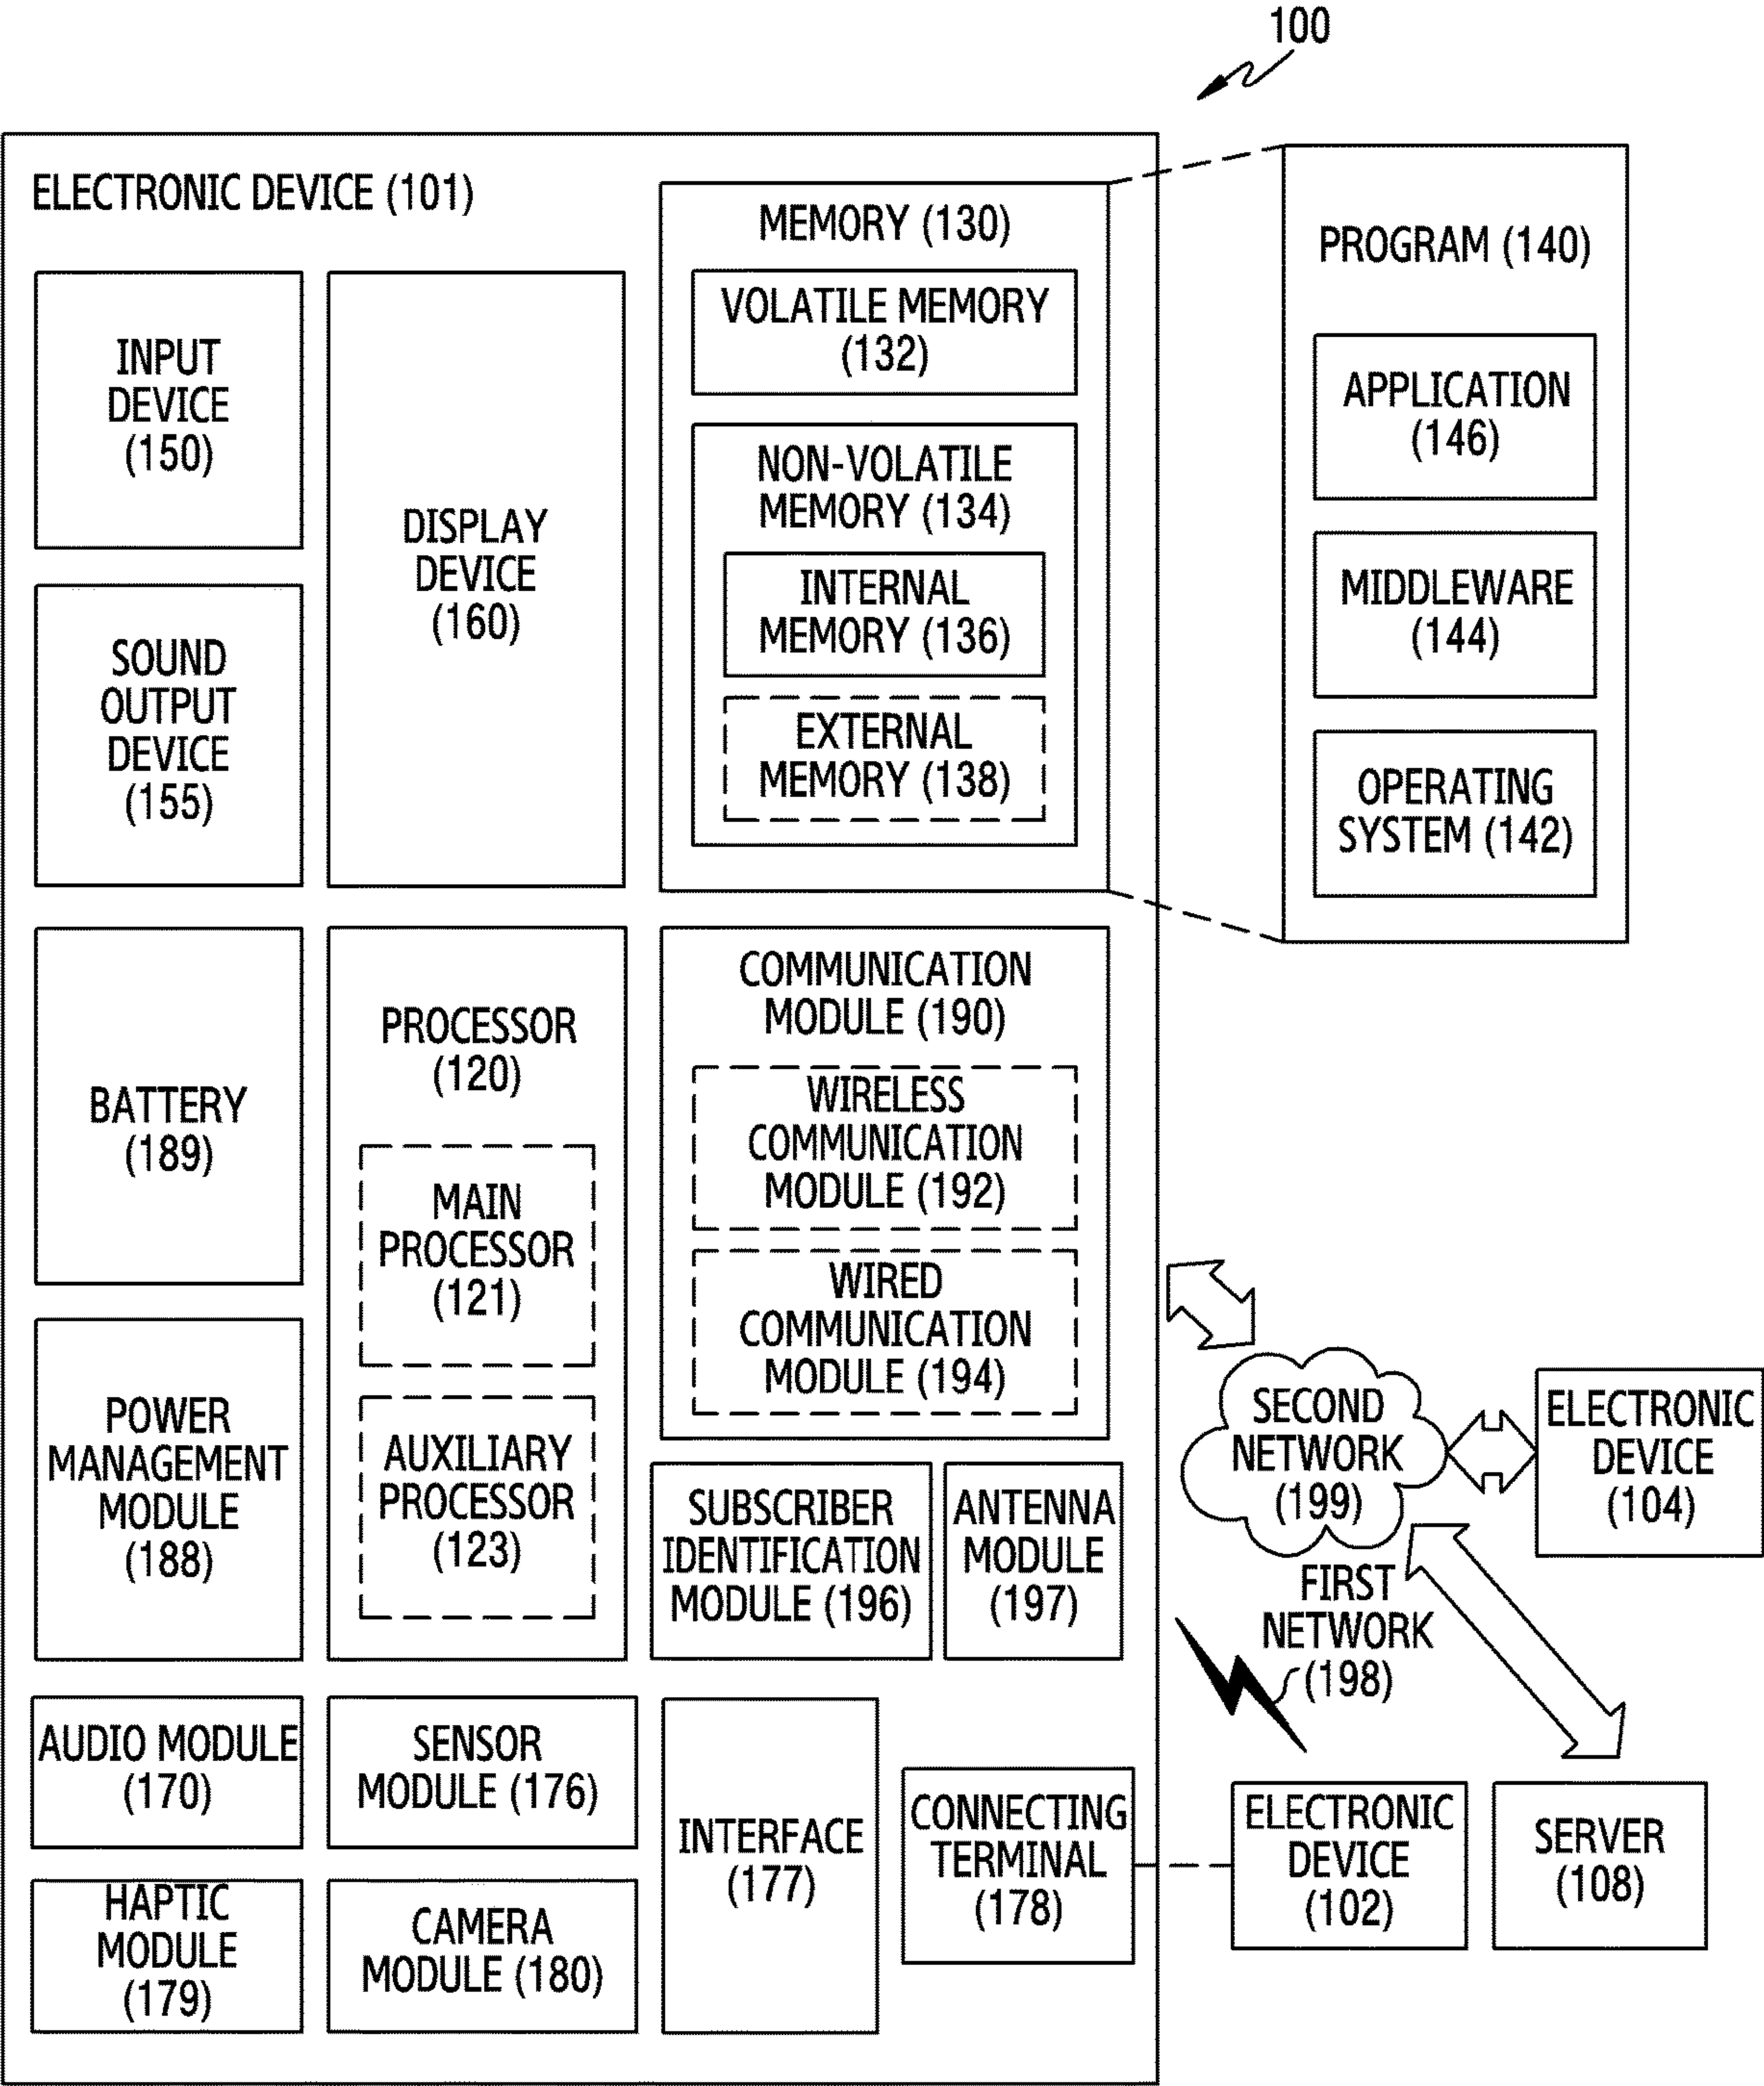 100
ELECTRONIC DEVICE (101)
INPUT
DEVICE
(150)
SOUND
OUTPUT
DEVICE
(155)
DISPLAY
DEVICE
(160)
MEMORY (130)
VOLATILE MEMORY
(132)
NON-VOLATILE
MEMORY (134)
INTERNAL
MEMORY (136)
EXTERNAL
MEMORY (138)
PROGRAM (140)
APPLICATION
(146)
MIDDLEWARE
(144)
OPERATING
SYSTEM (142)
BATTERY
(189)
POWER
MANAGEMENT
MODULE
(188)
PROCESSOR
(120)
MAIN
PROCESSOR
(121)
AUXILIARY
PROCESSOR
(123)
COMMUNICATION
MODULE (190)
WIRELESS
COMMUNICATION
MODULE (192)
WIRED
COMMUNICATION
MODULE (194)
SUBSCRIBER
IDENTIFICATION
MODULE (196)
ANTENNA
MODULE
(197)
SECOND
NETWORK
(199)
ELECTRONIC
DEVICE
(104)
FIRST
NETWORK
(198)
AUDIO MODULE
(170)
SENSOR
MODULE (176)
HAPTIC
MODULE
(179)
CAMERA
MODULE (180)
INTERFACE
(177)
CONNECTING
TERMINAL
(178)
ELECTRONIC
DEVICE
(102)
SERVER
(108)